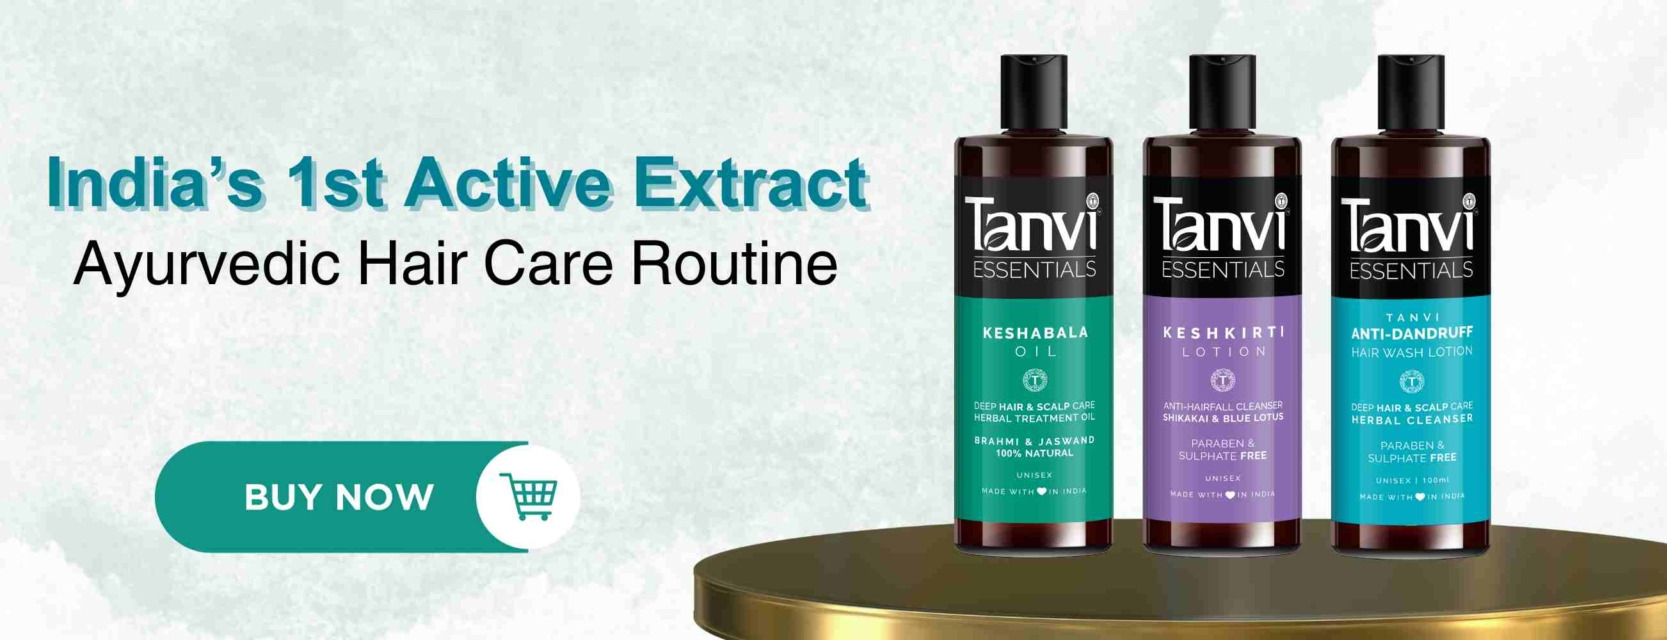 India's 1st Active Extract
Ayurvedic Hair Care Routine
BUY NOW
Tanvi
ESSENTIALS
KESHABALA
OIL
DEEP HAIR & SCALP CARE
HERBAL TREATMENT OIL
BRAHMI & JASWAND
100% NATURAL
UNISEX
MADE WITH IN INDIA
Tanvi
ESSENTIALS
KESHKIRTI
LOTION
ANTI-HAIRFALL CLEANSER
SHIKAKAI & BLUE LOTUS
PARABEN &
SULPHATE FREE
UNISEX
MADE WITH IN INDIA
Tanvi
ESSENTIALS
TANVI
ANTI-DANDRUFF
HAIR WASH LOTION
DEEP HAIR & SCALP CARE
HERBAL CLEANSER
PARABEN &
SULPHATE FREE
UNISEX | 100ml
MADE WITH IN INDIA